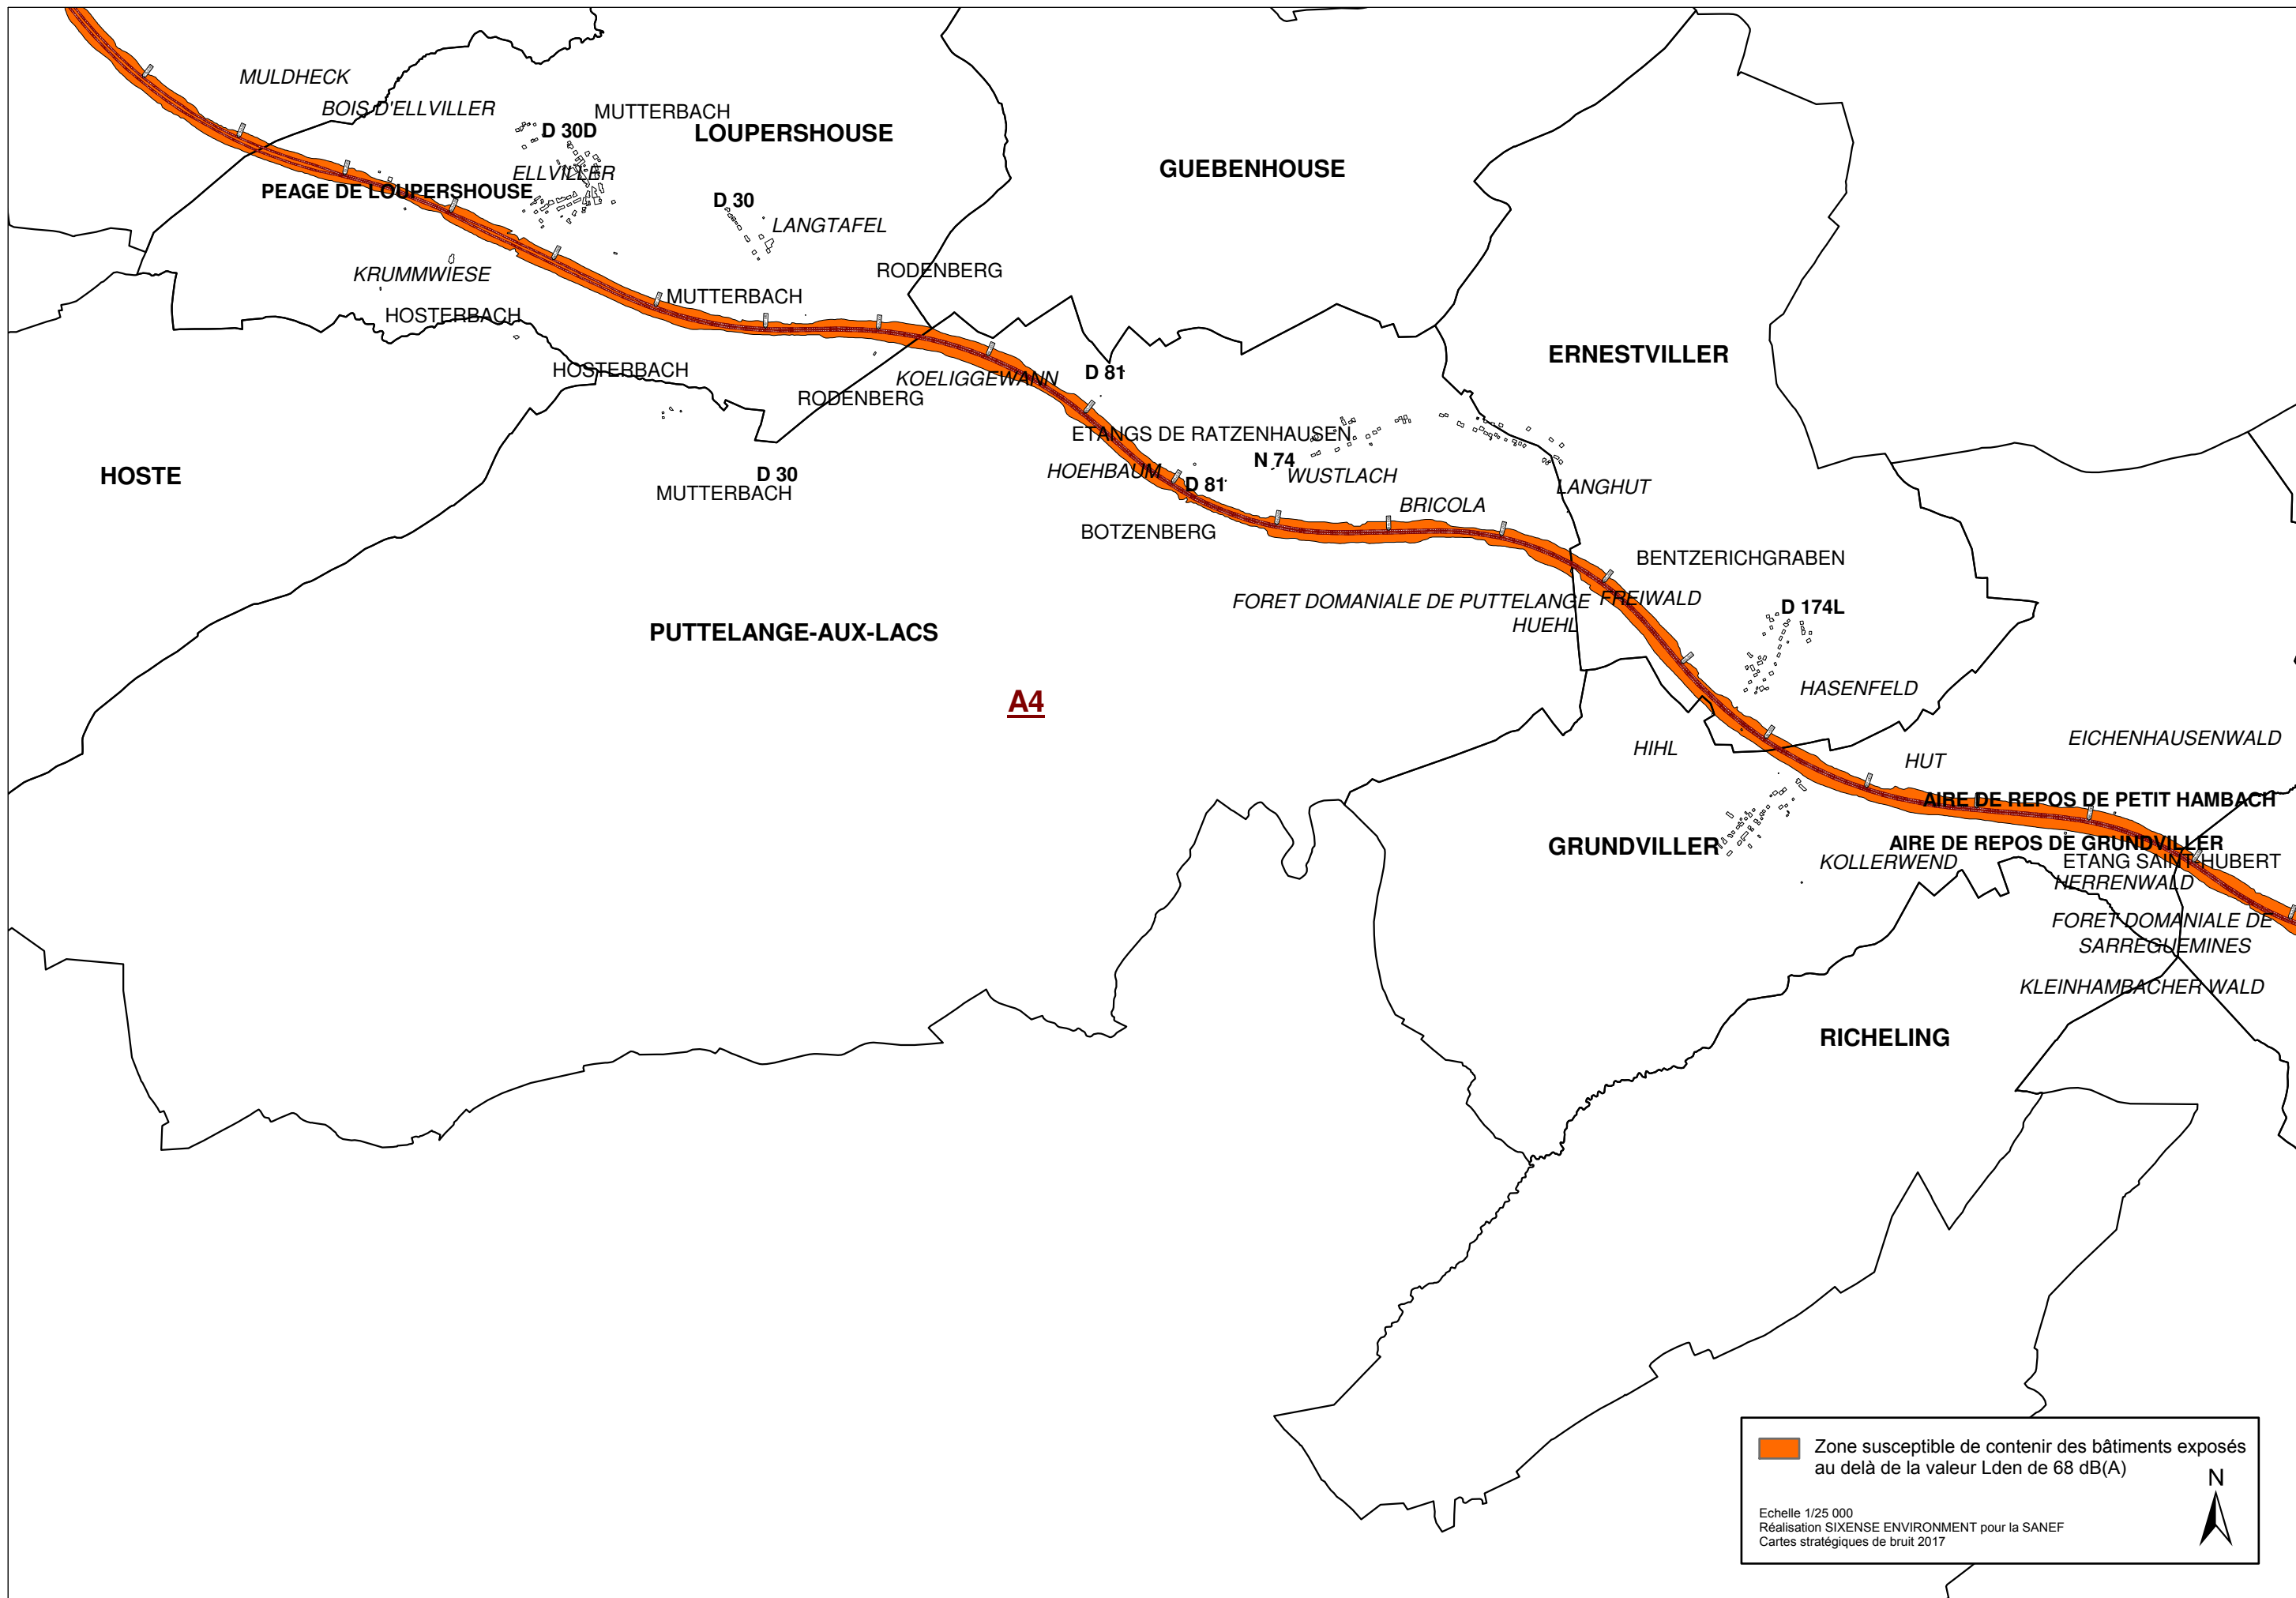 MULDHECK
BOIS D'ELLVILLER
MUTTERBACH
D 30D
LOUPERSHOUSE
GUEBENHOUSE
ELLVILLER
PEAGE DE LOUPERSHOUSE
D 30
LANGTAFEL
RODENBERG
KRUMMWIESE
MUTTERBACH
HOSTERBACH
ERNESTVILLER
HOSTERBACH
D 81
KOELIGGEWANN
RODENBERG
ETANGS DE RATZENHAUSEN
N 74
HOEHBAUM
HOSTE
D 30
WUSTLACH
D 81
LANGHUT
MUTTERBACH
BRICOLA
BOTZENBERG
BENTZERICHGRABEN
FORET DOMANIALE DE PUTTELANGE
FREIWALD
D 174L
HUEHL
PUTTELANGE-AUX-LACS
HASENFELD
A4
EICHENHAUSENWALD
HIHL
HUT
AIRE DE REPOS DE PETIT HAMBACH
GRUNDVILLER
AIRE DE REPOS DE GRUNDVILLER
KOLLERWEND
ETANG SAINT-HUBERT
HERRENWALD
FORET DOMANIALE DE
SARREGUEMINES
KLEINHAMBACHER WALD
RICHELING
Zone susceptible de contenir des bâtiments exposés
au delà de la valeur Lden de 68 dB(A)
N
Echelle 1/25 000
Réalisation SIXENSE ENVIRONMENT pour la SANEF
Cartes stratégiques de bruit 2017